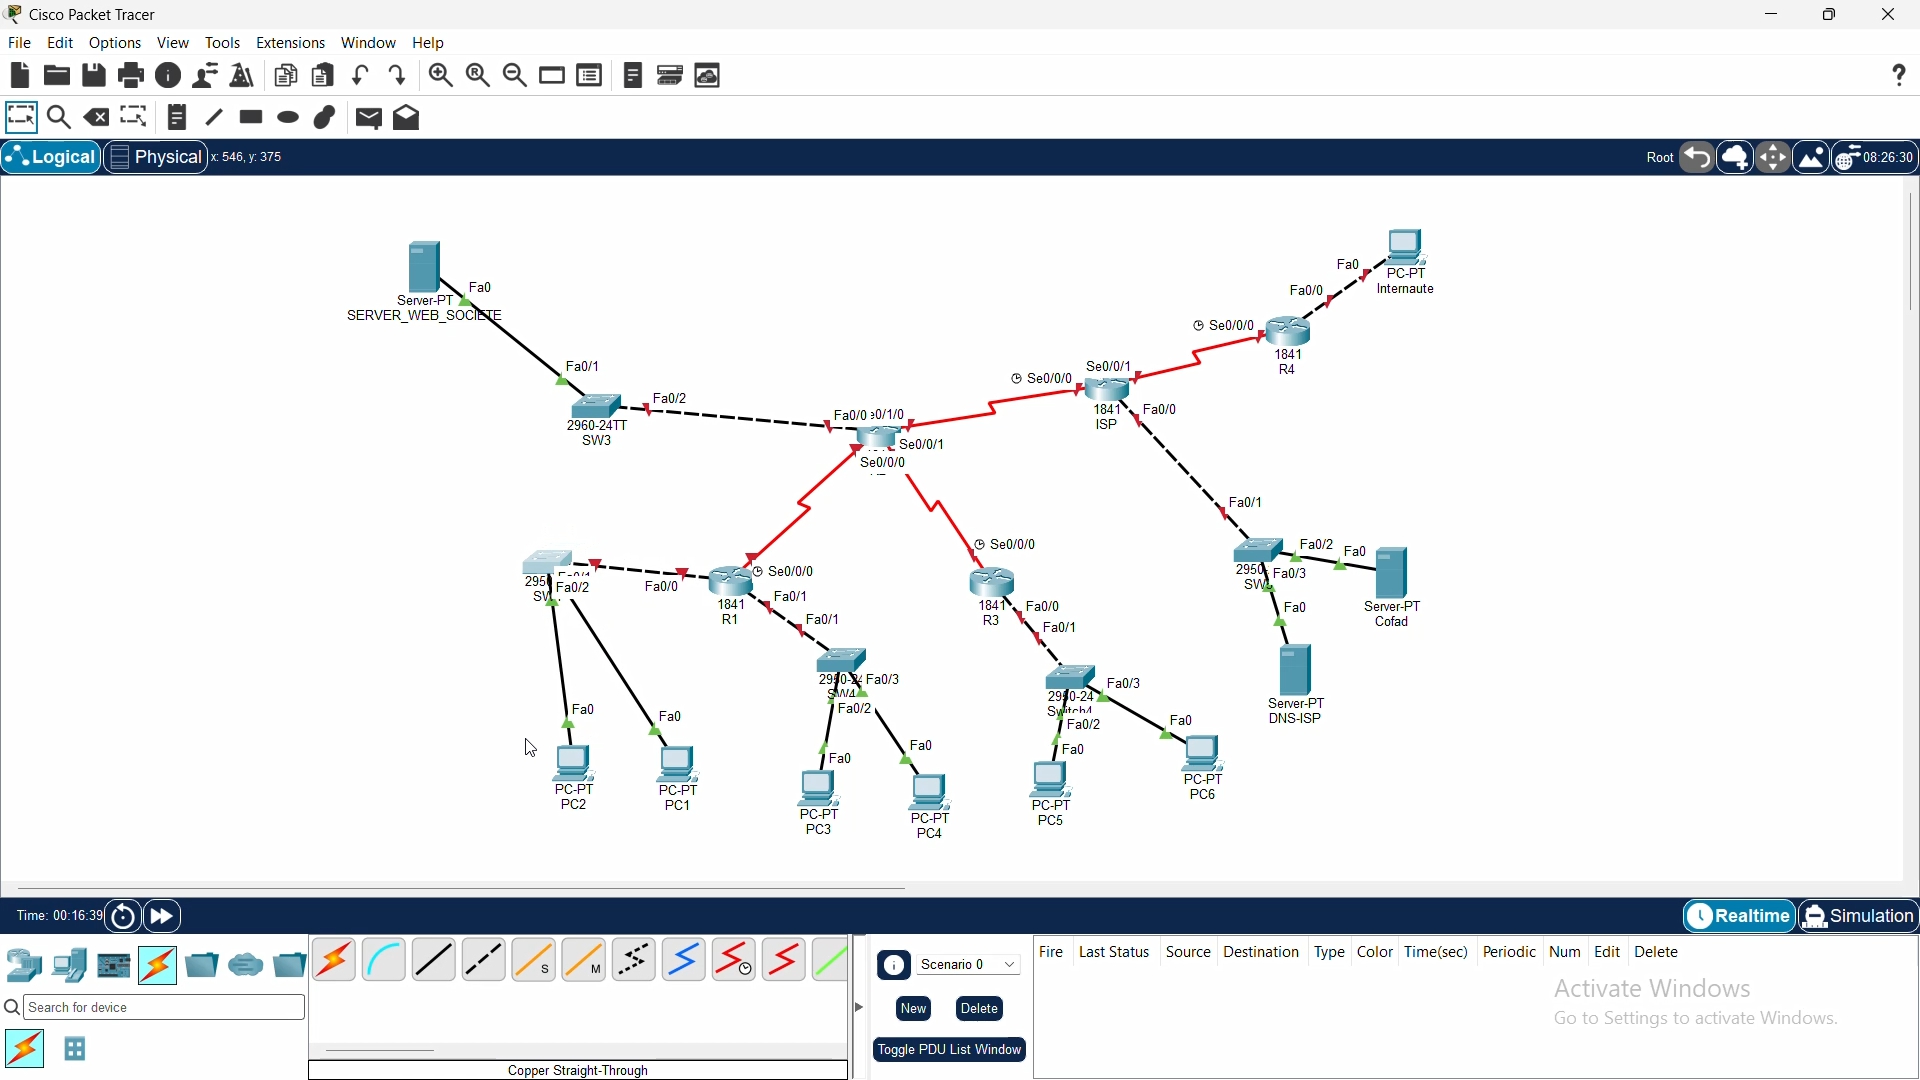 Cisco Packet Tracer
File Edit Options View Tools Extensions Window Help
Logical Physical x: 546, y: 375
Root 08:26:30
Server-PT
SERVER_WEB_SOCIETE
Fa0
Fa0/1
2960-24TT
SW3
Fa0/2
Fa0/0
Se0/0/1
Se0/0/0
Se0/0/0
Se0/0/1
1841
ISP
Fa0/0
Se0/0/0
1841
R4
Fa0/0
Fa0
PC-PT
Internaute
Fa0/1
Fa0/2
Fa0
Fa0/3
Fa0
Server-PT
Cofad
Server-PT
DNS-ISP
Fa0/2
Fa0/0
1841
R1
Se0/0/0
Fa0/1
Fa0/1
Fa0/3
Fa0/2
Se0/0/0
1841
R3
Fa0/0
Fa0/1
2950-24
Fa0/3
Fa0/2
Fa0
PC-PT
PC2
Fa0
PC-PT
PC1
Fa0
PC-PT
PC3
Fa0
PC-PT
PC4
Fa0
PC-PT
PC5
Fa0
PC-PT
PC6
Time: 00:16:39
Realtime Simulation
Search for device
S
M
Copper Straight-Through
Scenario 0
New Delete
Toggle PDU List Window
Fire Last Status Source Destination Type Color Time(sec) Periodic Num Edit Delete
Activate Windows
Go to Settings to activate Windows.